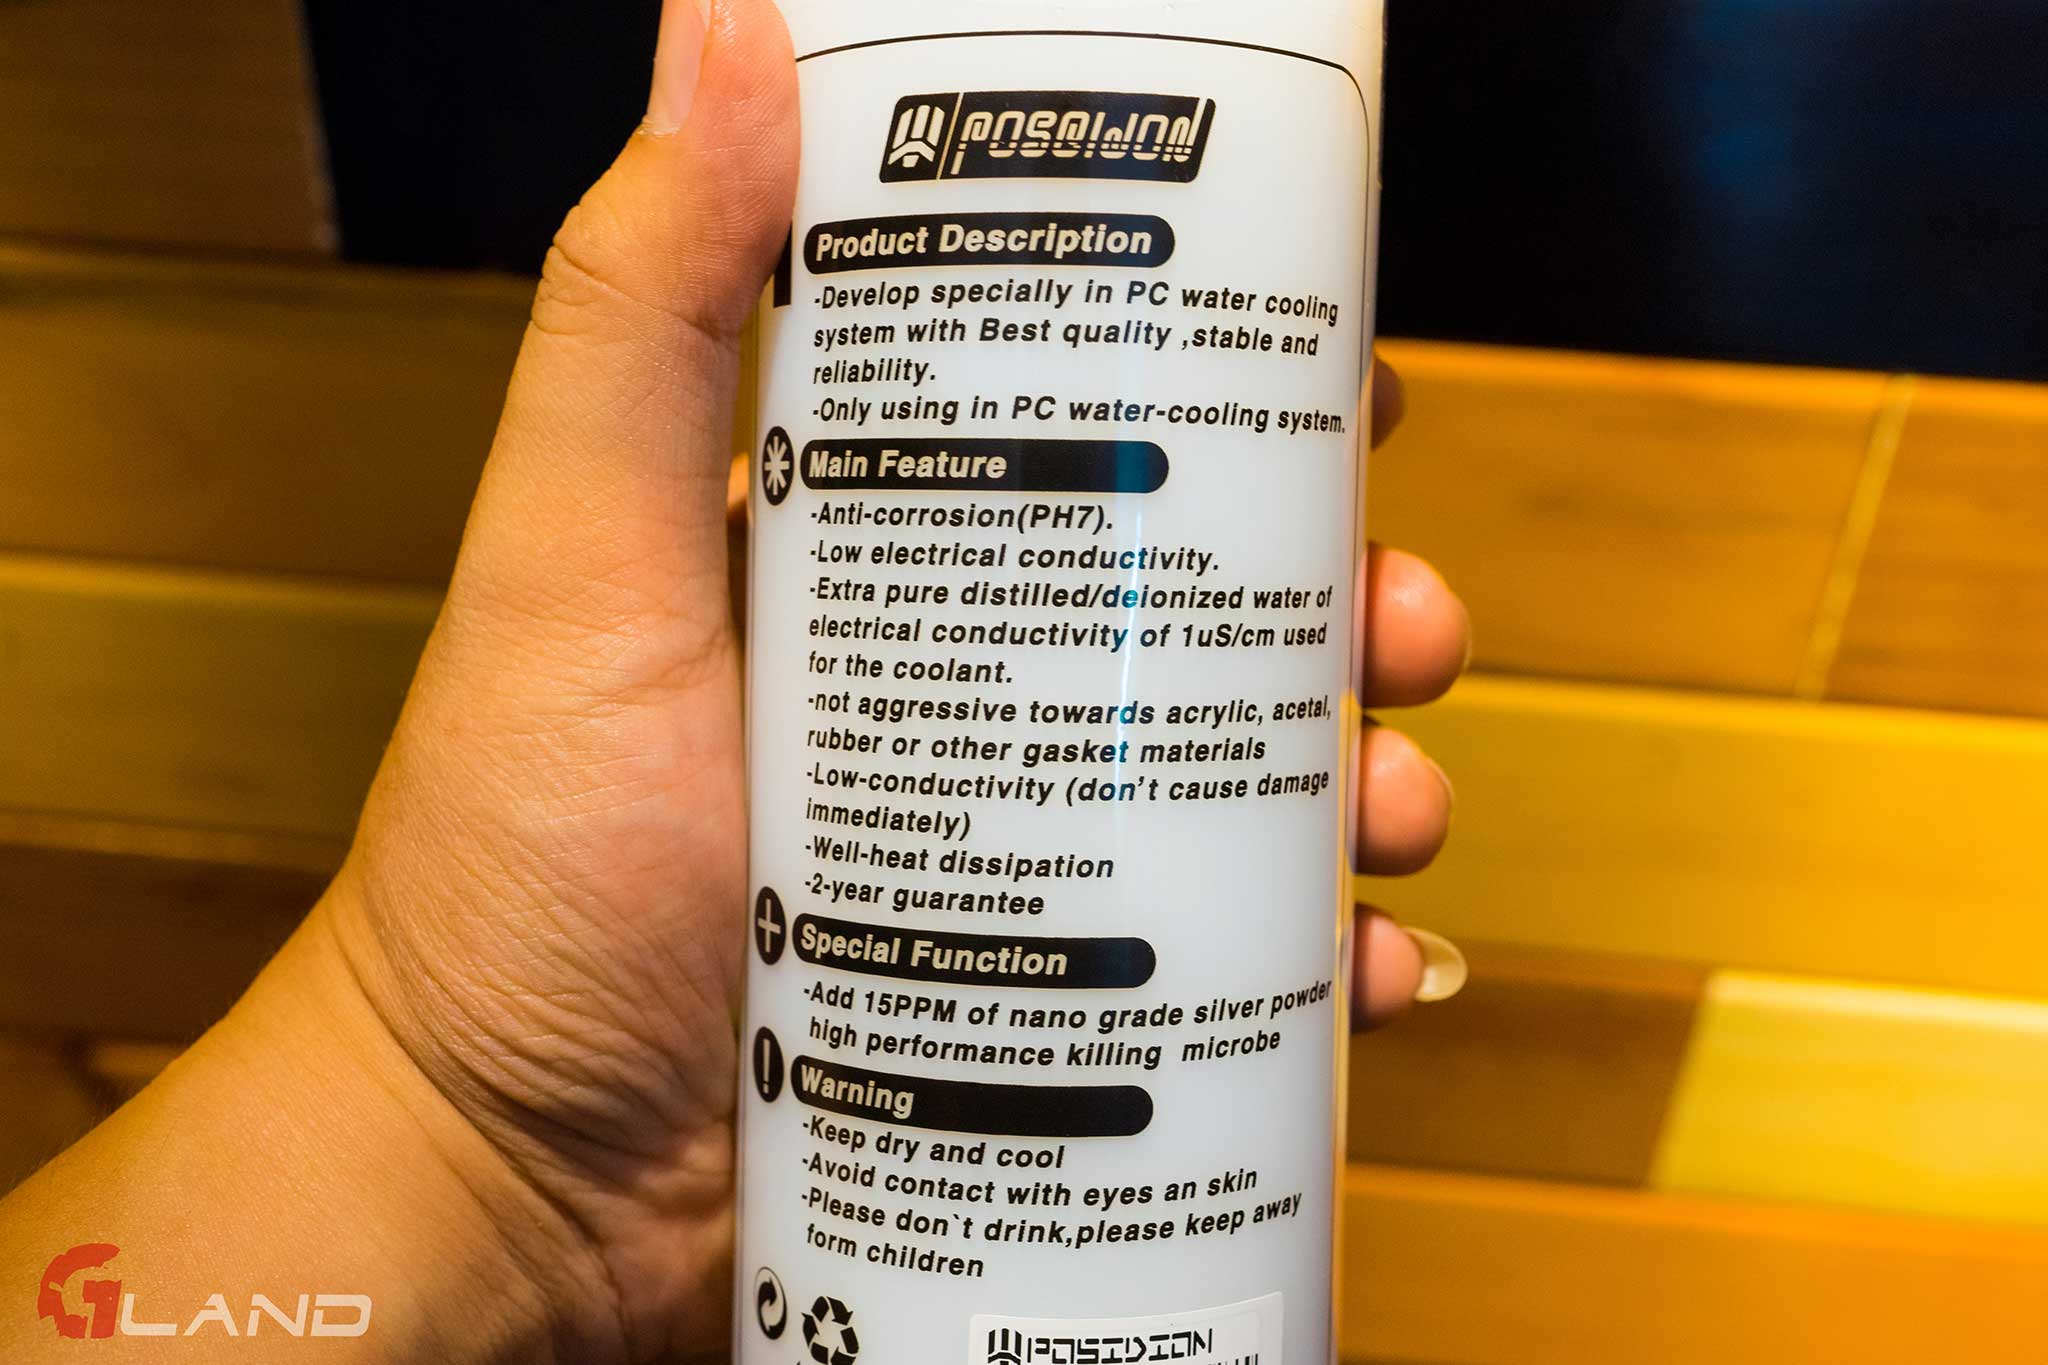 POSEIDON
Product Description
-Develop specially in PC water cooling
system with Best quality ,stable and
reliability.
-Only using in PC water-cooling system.
Main Feature
-Anti-corrosion(PH7).
-Low electrical conductivity.
-Extra pure distilled/deionized water of
electrical conductivity of 1uS/cm used
for the coolant.
-not aggressive towards acrylic, acetal,
rubber or other gasket materials
-Low-conductivity (don't cause damage
immediately)
-Well-heat dissipation
-2-year guarantee
Special Function
-Add 15PPM of nano grade silver powder
high performance killing microbe
Warning
-Keep dry and cool
-Avoid contact with eyes an skin
-Please don`t drink,please keep away
form children
POSIDION
GLAND